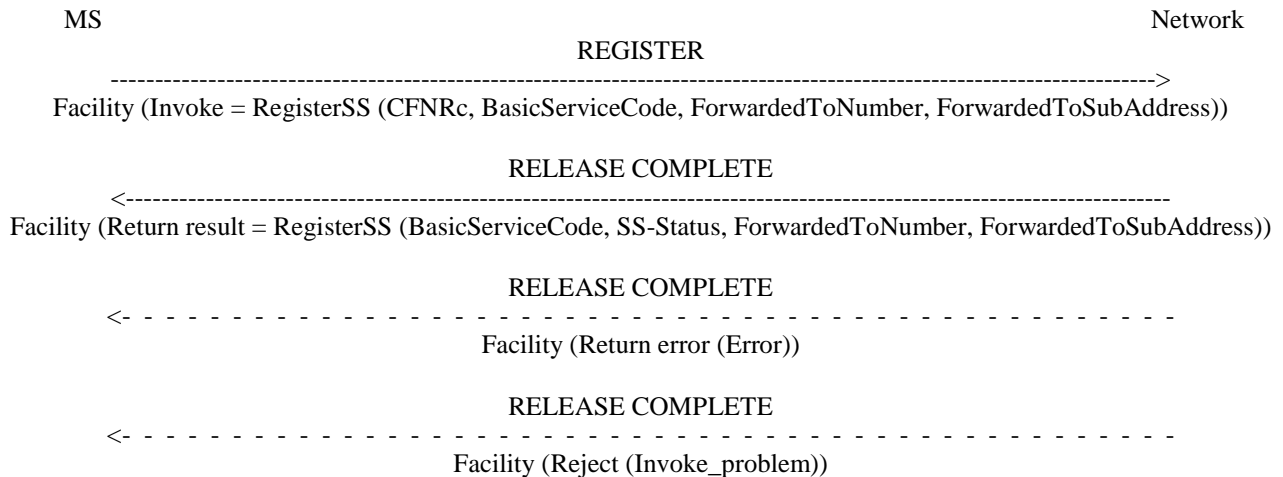 MS Network
REGISTER
------------------------------------------------------------------------------------------------------------------------>
Facility (Invoke = RegisterSS (CFNRc, BasicServiceCode, ForwardedToNumber, ForwardedToSubAddress))
RELEASE COMPLETE
<------------------------------------------------------------------------------------------------------------------------
Facility (Return result = RegisterSS (BasicServiceCode, SS-Status, ForwardedToNumber, ForwardedToSubAddress))
RELEASE COMPLETE
<- - - - - - - - - - - - - - - - - - - - - - - - - - - - - - - - - - - - - - - - - - - - - - - -
Facility (Return error (Error))
RELEASE COMPLETE
<- - - - - - - - - - - - - - - - - - - - - - - - - - - - - - - - - - - - - - - - - - - - - - - -
Facility (Reject (Invoke_problem))